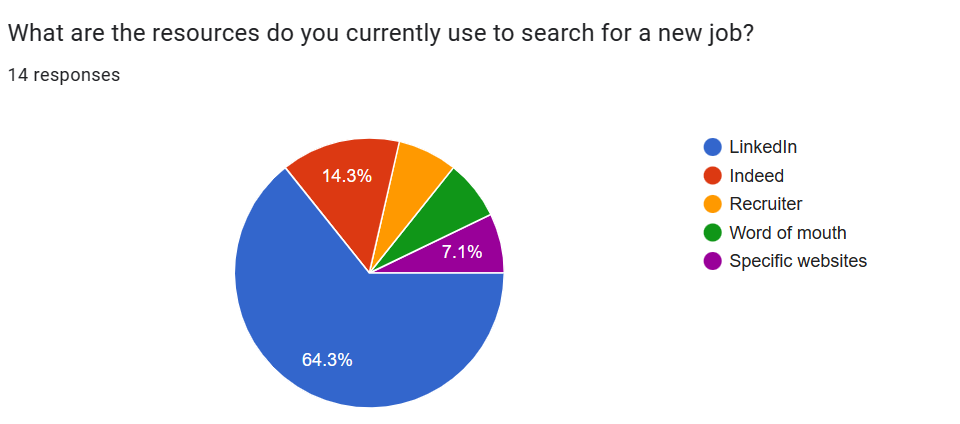 What are the resources do you currently use to search for a new job?
14 responses
14.3%
7.1%
64.3%
LinkedIn
Indeed
Recruiter
Word of mouth
Specific websites